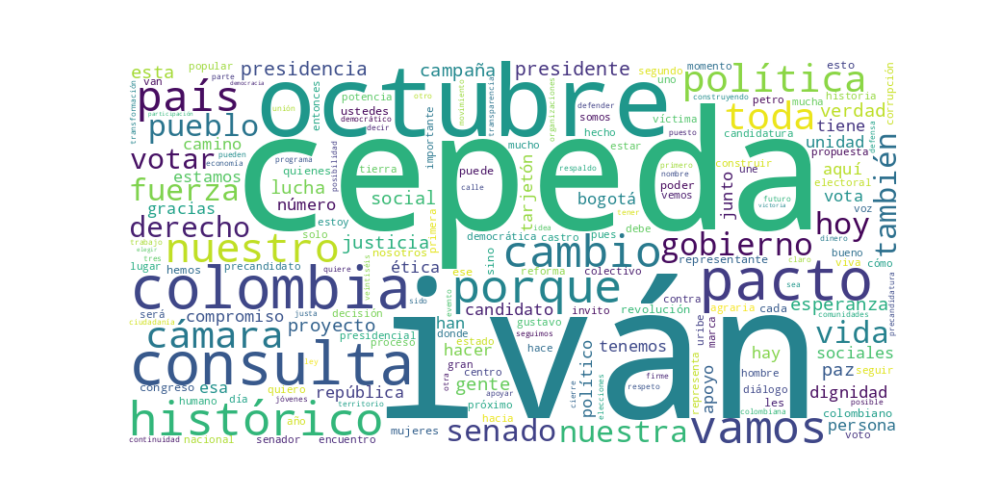 cepeda
iván
octubre
colombia
consulta
histórico
pacto
política
país
cambio
porque
nuestro
cámara
vamos
toda
pueblo
votar
fuerza
derecho
gobierno
hoy
también
vida
senado
nuestra
presidencia
campaña
presidente
esta
popular
van
parte
democracia
potencia
otro
ustedes
democrático
decir
entonces
movimiento
transparencia
importante
mucho
organizaciones
defender
somos
hecho
estar
víctima
puesto
segundo
uno
petro
momento
mucha
construyendo
esto
historia
verdad
candidatura
tiene
unidad
propuesta
defensa
corrupción
transformación
unión
participación
camino
pueden
economía
estamos
gracias
programa
quienes
posibilidad
tierra
lucha
social
puede
calle
número
estoy
solo
primera
justicia
nosotros
tarjetón
bogotá
respaldo
primero
nombre
construir
une
poder
vemos
junto
aquí
electoral
vota
voz
futuro
victoria
tener
idea
debe
pues
castro
democrática
sino
trabajo
elegir
tres
lugar
hemos
precandidato
quiere
veintiséis
ética
ese
reforma
colectivo
representante
dinero
claro
viva
bueno
cómo
precandidatura
será
compromiso
justa
decisión
sido
evento
candidato
gustavo
invito
revolución
contra
agraria
cada
sea
esperanza
comunidades
ciudadanía
proyecto
presidencial
proceso
han
donde
seguimos
hacer
estado
hace
político
tenemos
uribe
marca
hay
sociales
congreso
esa
quiero
ley
república
gran
otra
centro
gente
apoyar
firme
respeto
representa
apoyo
hombre
diálogo
les
paz
seguir
posible
dignidad
humano
día
jóvenes
territorio
próximo
hacia
cierre
elecciones
colombiana
colombiano
persona
voto
año
continuidad
nacional
senador
encuentro
mujeres